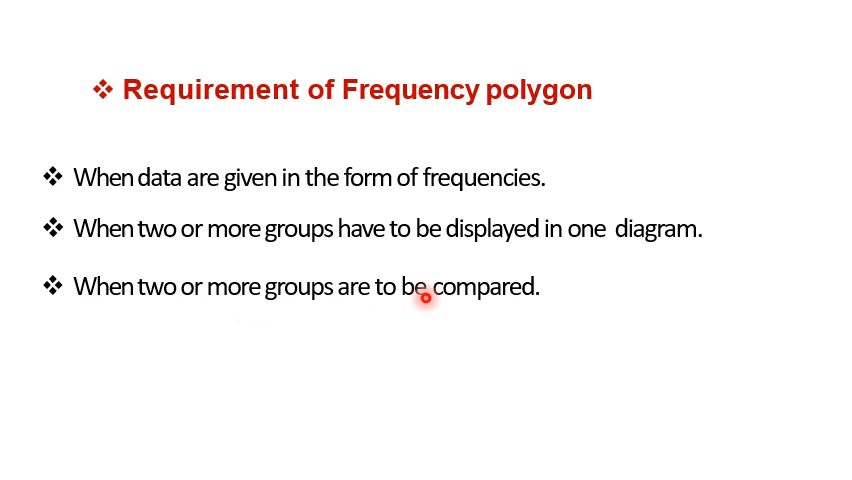 ❖ Requirement of Frequency polygon
❖ When data are given in the form of frequencies.
❖ When two or more groups have to be displayed in one diagram.
❖ When two or more groups are to be compared.